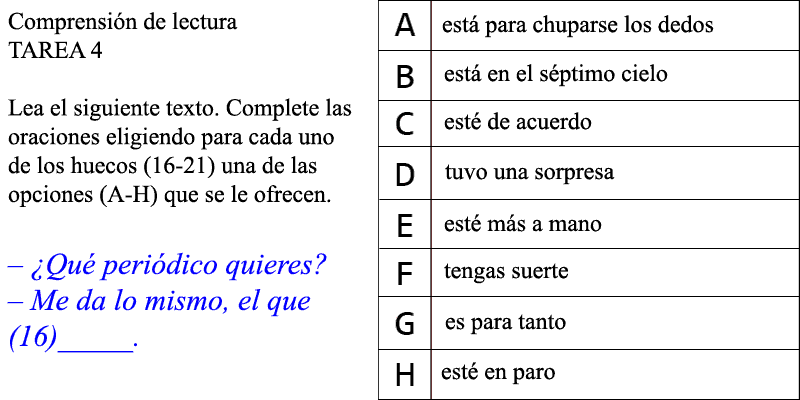 Comprensión de lectura
TAREA 4
Lea el siguiente texto. Complete las
oraciones eligiendo para cada uno
de los huecos (16-21) una de las
opciones (A-H) que se le ofrecen.
– ¿Qué periódico quieres?
– Me da lo mismo, el que
(16)_____.
A está para chuparse los dedos
B está en el séptimo cielo
C esté de acuerdo
D tuvo una sorpresa
E esté más a mano
F tengas suerte
G es para tanto
H esté en paro